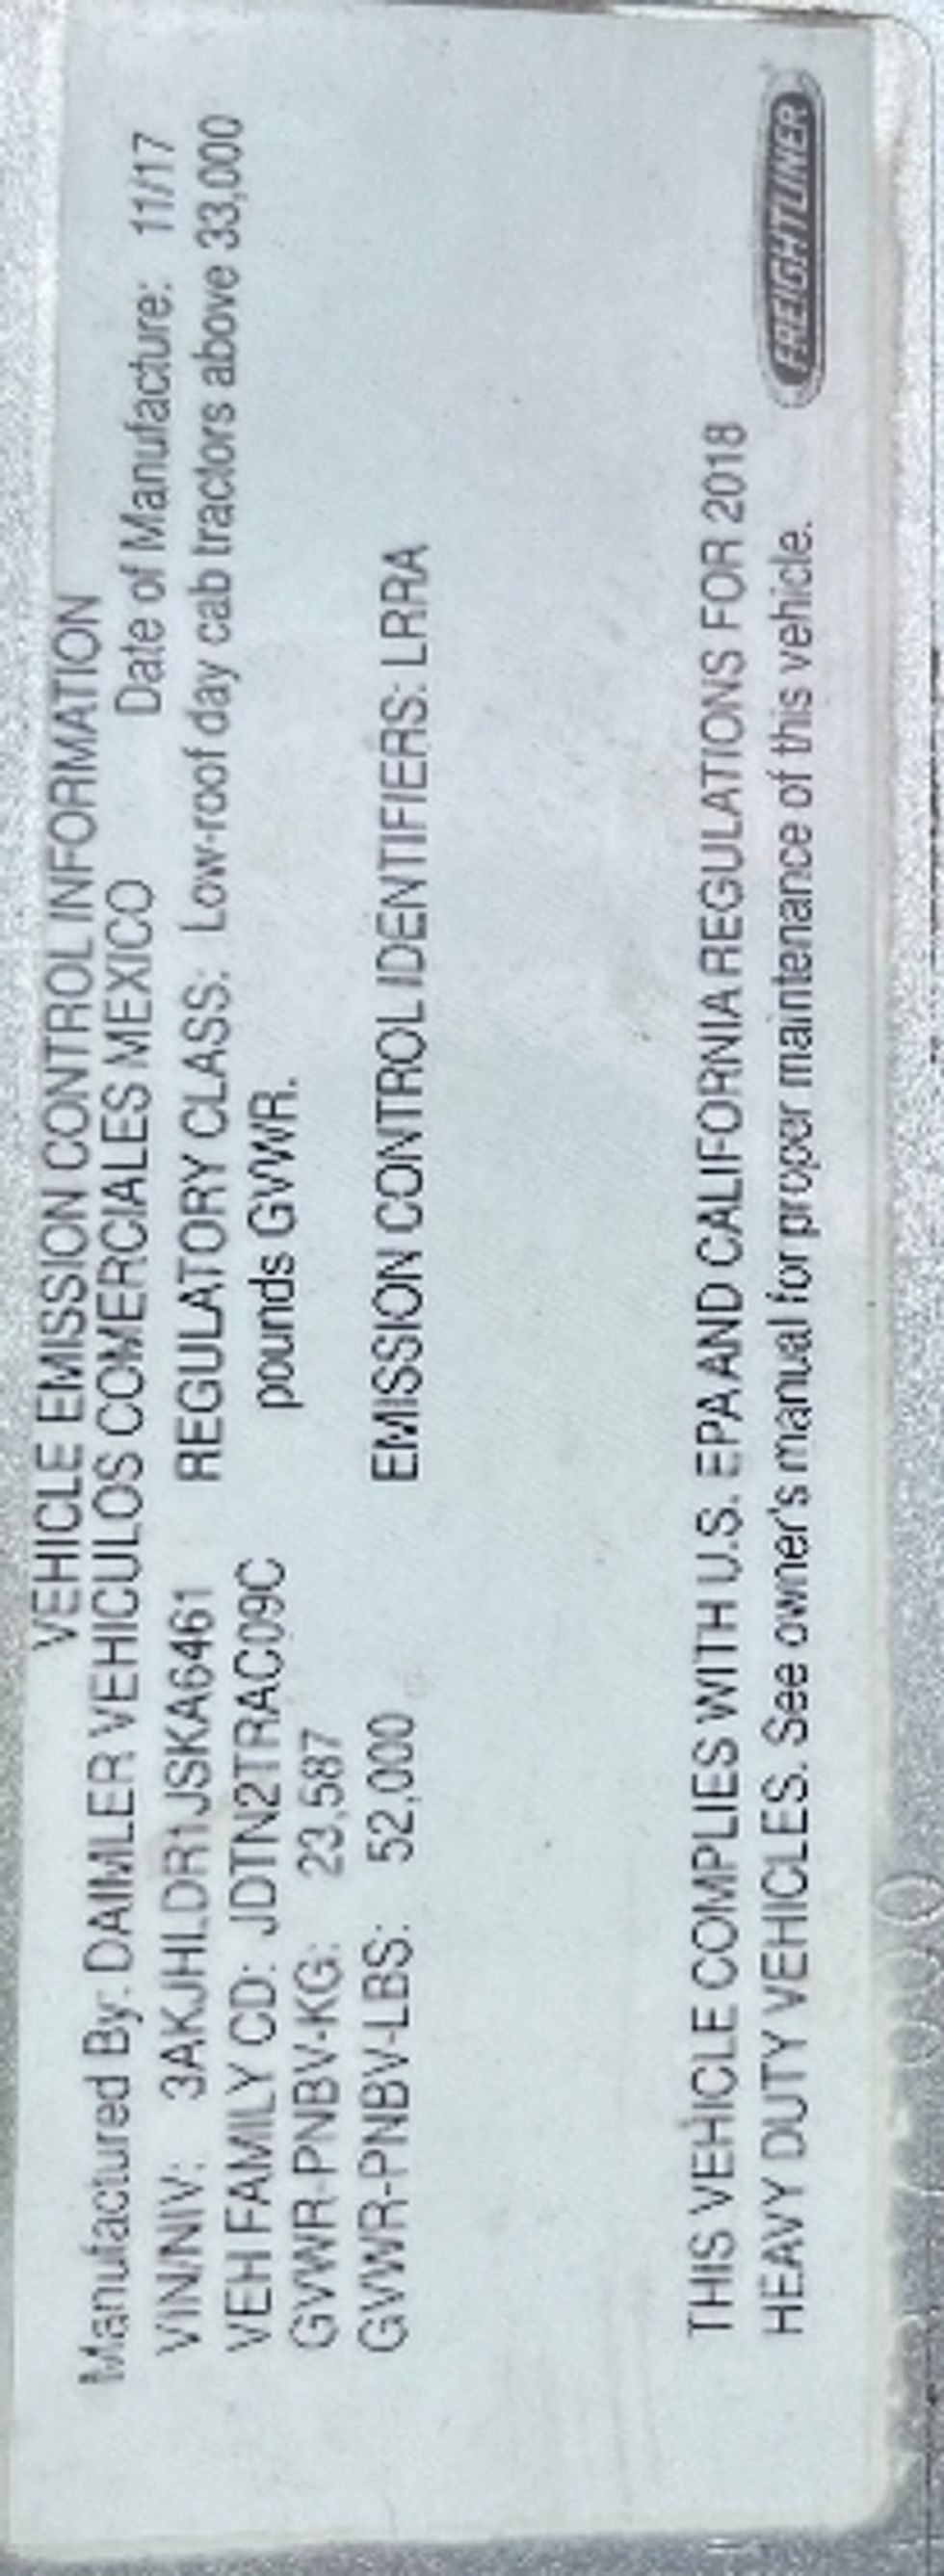 VEHICLE EMISSION CONTROL INFORMATION
Manufactured By: DAIMLER VEHICULOS COMERCIALES MEXICO Date of Manufacture: 11/17
VIN/NIV: 3AKJHLDR1JSKA6461 REGULATORY CLASS: Low-roof day cab tractors above 33,000
VEH FAMILY CD: JDTN2TRAC09C pounds GVWR.
GVWR-PNBV-KG: 23,587
GVWR-PNBV-LBS: 52,000 EMISSION CONTROL IDENTIFIERS: LRRA
THIS VEHICLE COMPLIES WITH U.S. EPA AND CALIFORNIA REGULATIONS FOR 2018
HEAVY DUTY VEHICLES. See owner's manual for proper maintenance of this vehicle.
FREIGHTLINER